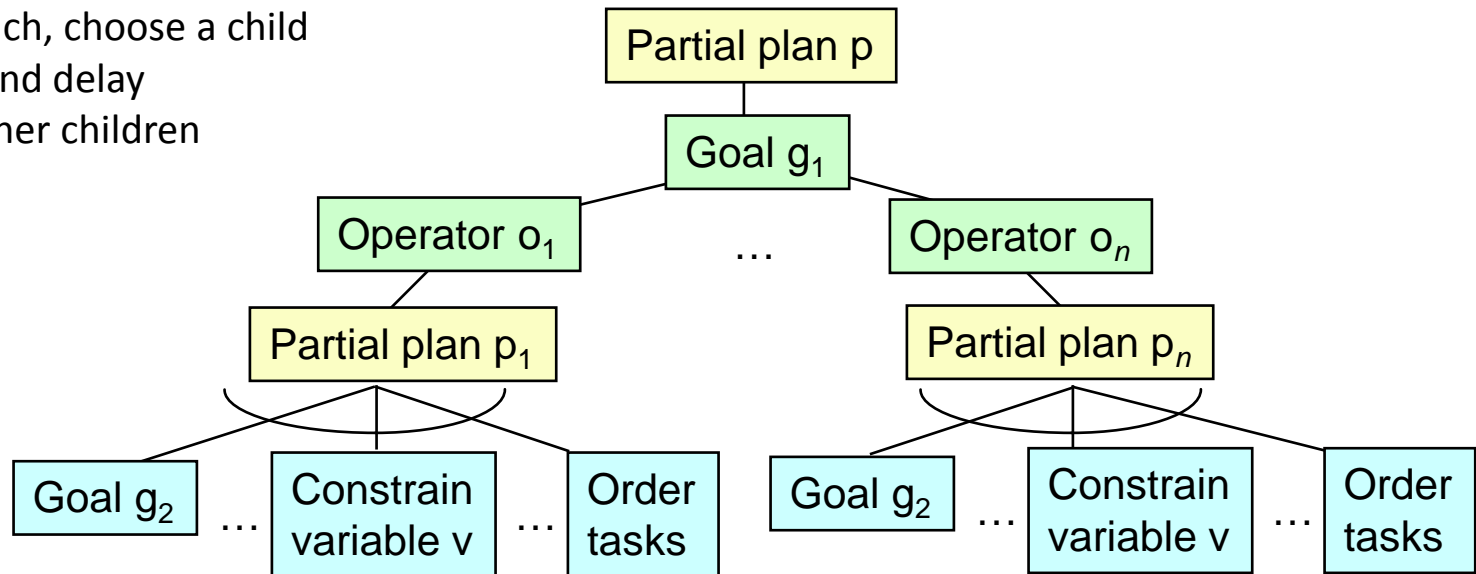 ch, choose a child
nd delay
her children
Partial plan p
Goal g₁
Operator o₁
...
Operator oₙ
Partial plan p₁
Partial plan pₙ
Goal g₂
...
Constrain
variable v
...
Order
tasks
Goal g₂
...
Constrain
variable v
...
Order
tasks